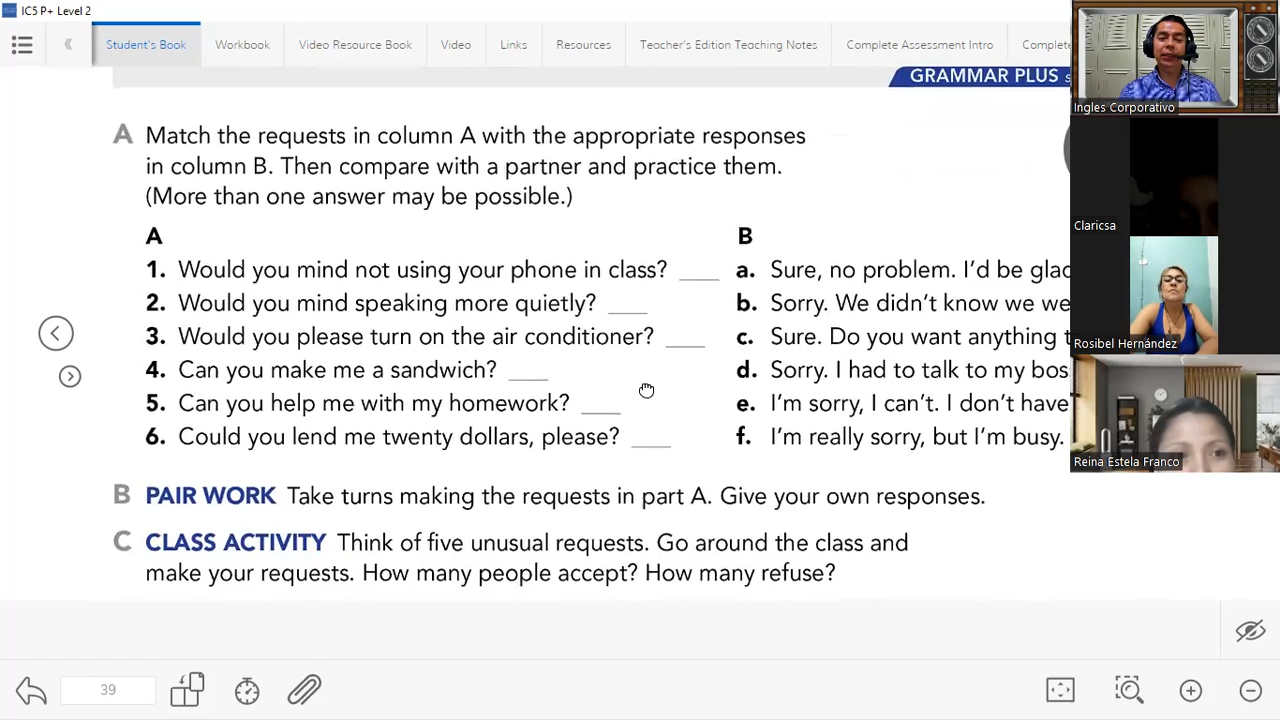 IC5 P+ Level 2
Student's Book Workbook Video Resource Book Links Resources Teacher's Edition Teaching Notes Complete Assessment Intro Complete
GRAMMAR PLUS
A Match the requests in column A with the appropriate responses
in column B. Then compare with a partner and practice them.
(More than one answer may be possible.)
A B
1. Would you mind not using your phone in class? ____ a. Sure, no problem. I'd be
2. Would you mind speaking more quietly? ____ b. Sorry. We didn't know we
3. Would you please turn on the air conditioner? ____ c. Sure. Do you want anything
4. Can you make me a sandwich? ____ d. Sorry. I had to talk to my
5. Can you help me with my homework? ____ e. I'm sorry, I can't. I don't have
6. Could you lend me twenty dollars, please? ____ f. I'm really sorry, but I'm busy.
B PAIR WORK Take turns making the requests in part A. Give your own responses.
C CLASS ACTIVITY Think of five unusual requests. Go around the class and
make your requests. How many people accept? How many refuse?
39
Ingles Corporativo
Claricsa
Rosibel Hernández
Reina Estela Franco